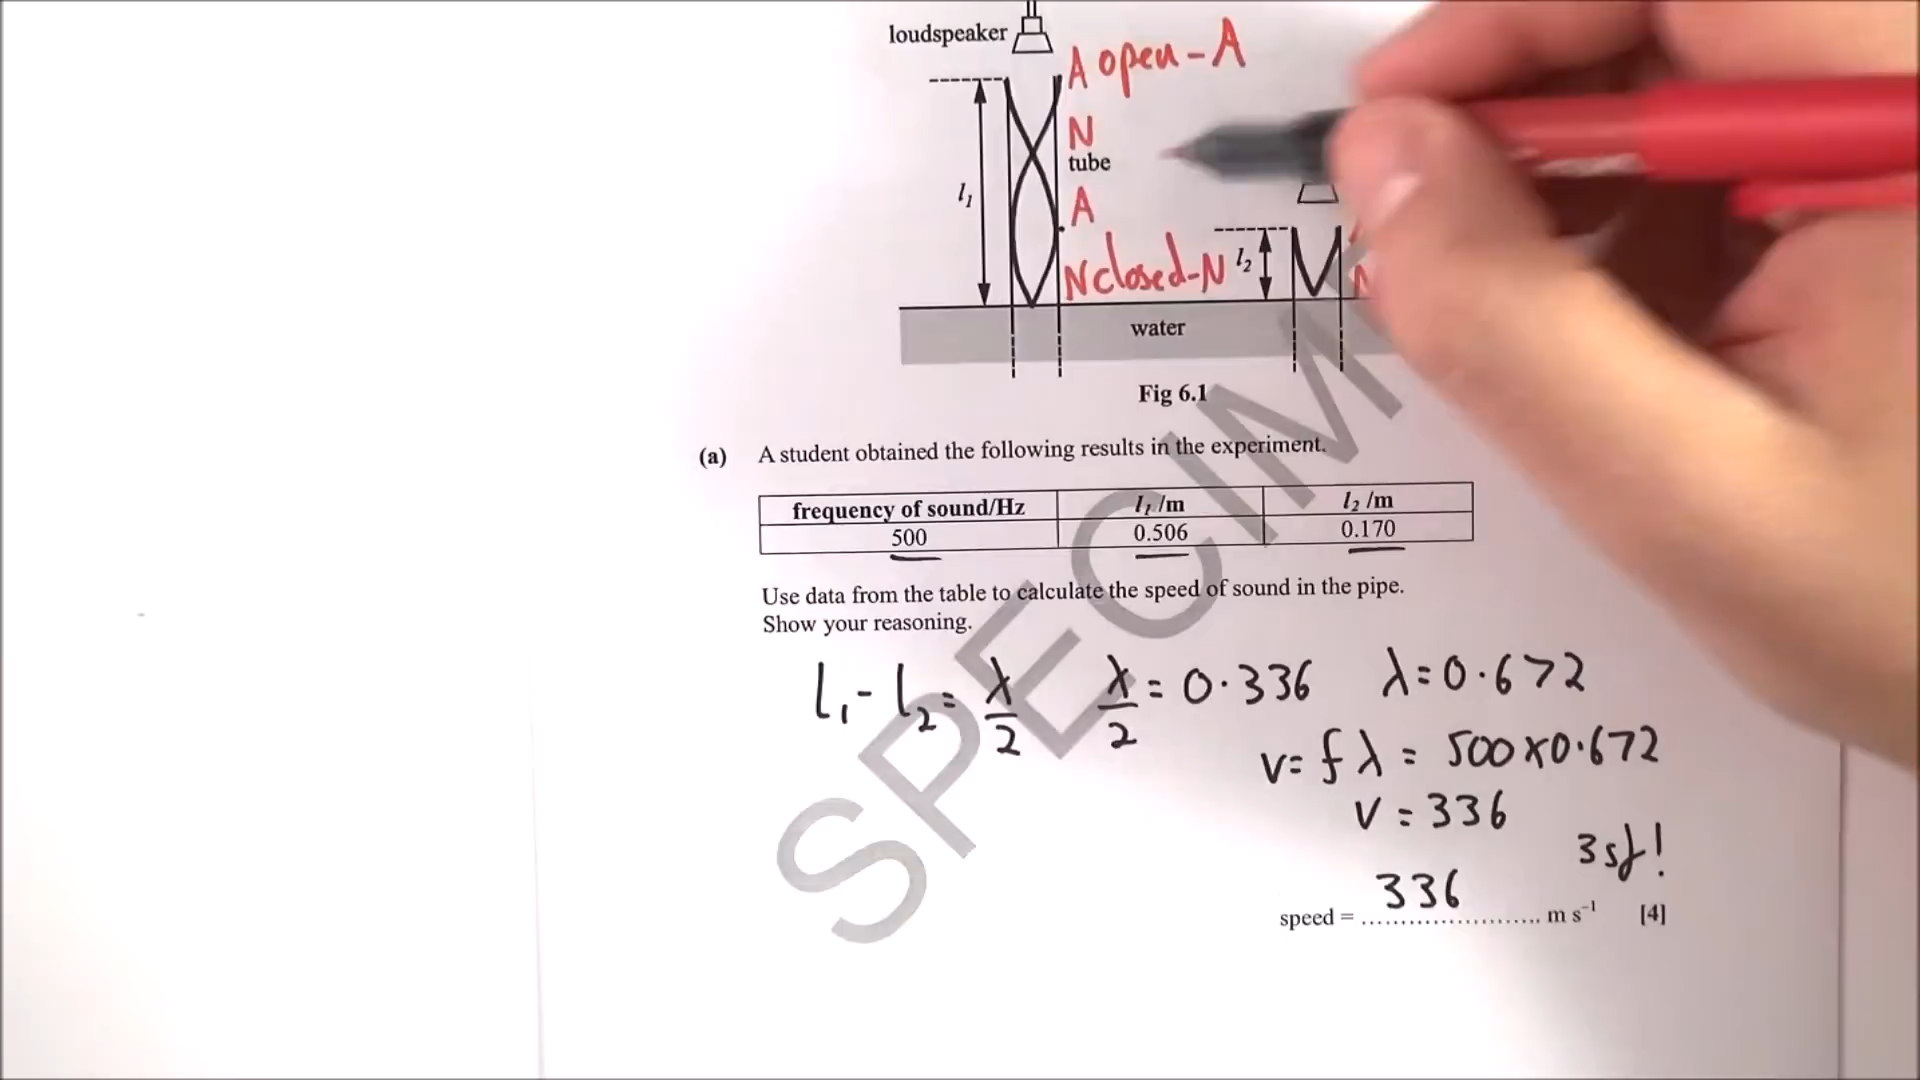 loudspeaker
A open-A
N
tube
l₁
A
Nclosed-N
l₂
N
water
Fig 6.1
(a) A student obtained the following results in the experiment.
frequency of sound/Hz l₁ /m l₂ /m
500 0.506 0.170
Use data from the table to calculate the speed of sound in the pipe.
Show your reasoning.
l₁ - l₂ = λ/2 λ/2 = 0.336 λ = 0.672
v = fλ = 500×0.672
v = 336
3sf!
336
speed = ........................ m s⁻¹ [4]
SPECIM